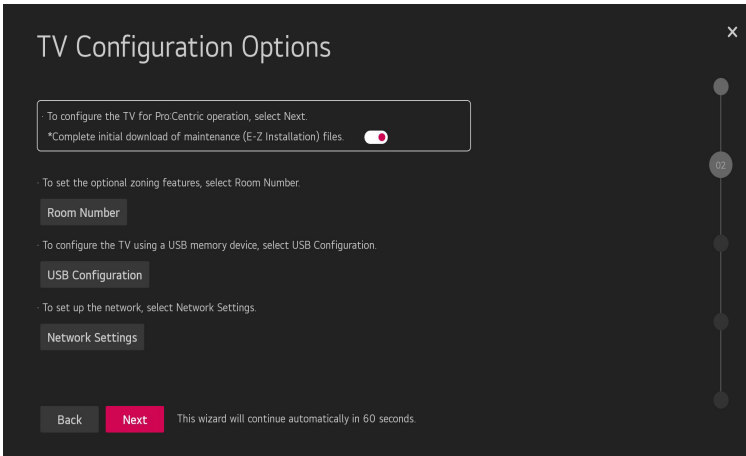 TV Configuration Options
· To configure the TV for Pro:Centric operation, select Next.
*Complete initial download of maintenance (E-Z Installation) files.
02
· To set the optional zoning features, select Room Number.
Room Number
· To configure the TV using a USB memory device, select USB Configuration.
USB Configuration
· To set up the network, select Network Settings.
Network Settings
Back
Next
This wizard will continue automatically in 60 seconds.